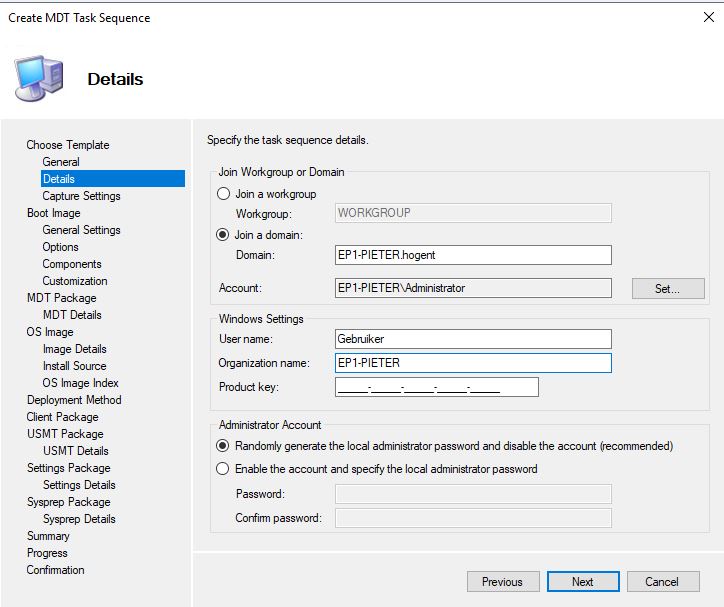 Create MDT Task Sequence
Details
Choose Template
General
Details
Capture Settings
Boot Image
General Settings
Options
Components
Customization
MDT Package
MDT Details
OS Image
Image Details
Install Source
OS Image Index
Deployment Method
Client Package
USMT Package
USMT Details
Settings Package
Settings Details
Sysprep Package
Sysprep Details
Summary
Progress
Confirmation
Specify the task sequence details.
Join Workgroup or Domain
Join a workgroup
Workgroup: WORKGROUP
Join a domain:
Domain: EP1-PIETER.hogent
Account: EP1-PIETER\Administrator Set...
Windows Settings
User name: Gebruiker
Organization name: EP1-PIETER
Product key: _____-_____-_____-_____-_____
Administrator Account
Randomly generate the local administrator password and disable the account (recommended)
Enable the account and specify the local administrator password
Password:
Confirm password:
Previous Next Cancel